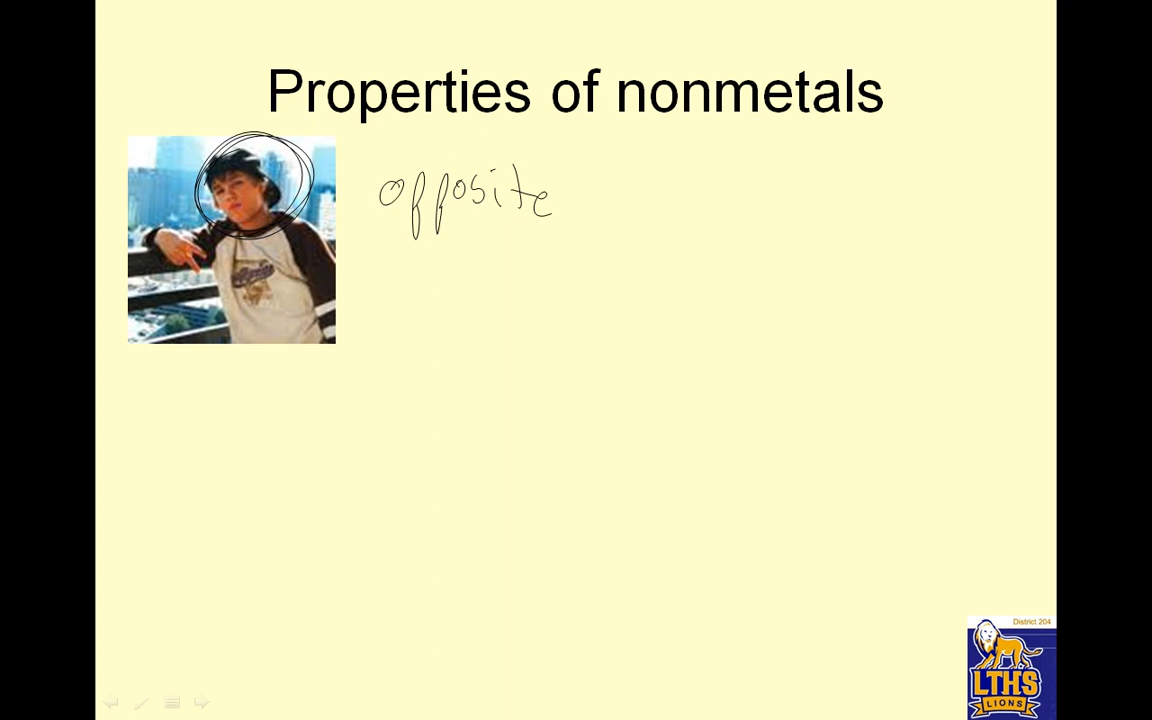 Properties of nonmetals
opposite
District 204
LTHS
LIONS